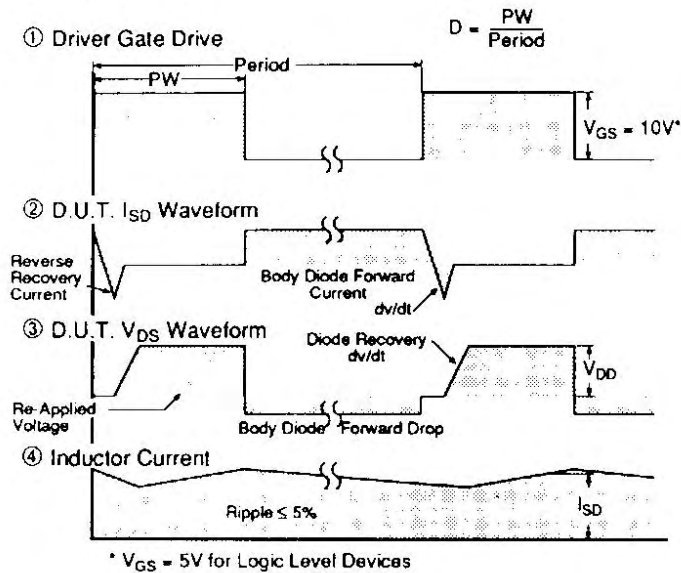 ① Driver Gate Drive
D = PW
Period
Period
PW
V_GS = 10V*
② D.U.T. I_SD Waveform
Reverse
Recovery
Current
Body Diode Forward
Current
dv/dt
③ D.U.T. V_DS Waveform
Diode Recovery
dv/dt
V_DD
Re-Applied
Voltage
Body Diode Forward Drop
④ Inductor Current
Ripple ≤ 5%
I_SD
* V_GS = 5V for Logic Level Devices